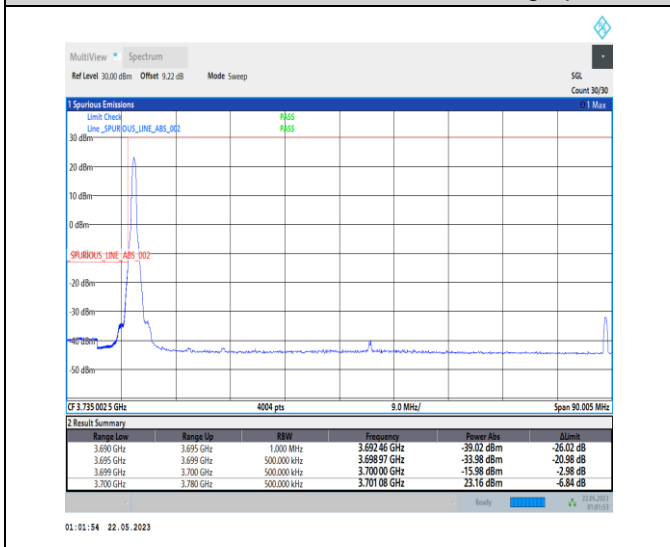 MultiView Spectrum
Ref Level 30.00 dBm Offset 9.22 dB Mode Sweep SGL
Count 30/30
1 Spurious Emissions 1 Max
Limit Check PASS
Line _SPURIOUS_LINE_ABS_002 PASS
30 dBm
20 dBm
10 dBm
0 dBm
_SPURIOUS_LINE_ABS_002
-20 dBm
-30 dBm
-40 dBm
-50 dBm
CF 3.735 002 5 GHz 4004 pts 9.0 MHz/ Span 90.005 MHz
2 Result Summary
Range Low Range Up RBW Frequency Power Abs ΔLimit
3.690 GHz 3.695 GHz 1.000 MHz 3.692 46 GHz -39.02 dBm -26.02 dB
3.695 GHz 3.699 GHz 500.000 kHz 3.698 97 GHz -33.98 dBm -20.98 dB
3.699 GHz 3.700 GHz 500.000 kHz 3.700 00 GHz -15.98 dBm -2.98 dB
3.700 GHz 3.780 GHz 500.000 kHz 3.701 08 GHz 23.16 dBm -6.84 dB
Ready 22.05.2023
01:01:53
01:01:54 22.05.2023